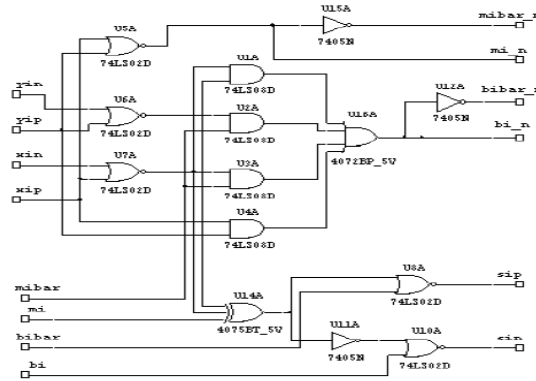 U15A
mibar_n
7405N
U5A
mi_n
74LS02D
U1A
yin
U6A
74LS08D
U12A
bibar_n
U2A
U16A
7405N
yip
74LS02D
bi_n
xin
U7A
74LS08D
U3A
4072BP_5V
xip
74LS02D
74LS08D
U4A
74LS08D
mibar
U14A
U8A
sip
mi
4075BT_5V
74LS02D
bibar
U11A
U10A
sin
7405N
bi
74LS02D